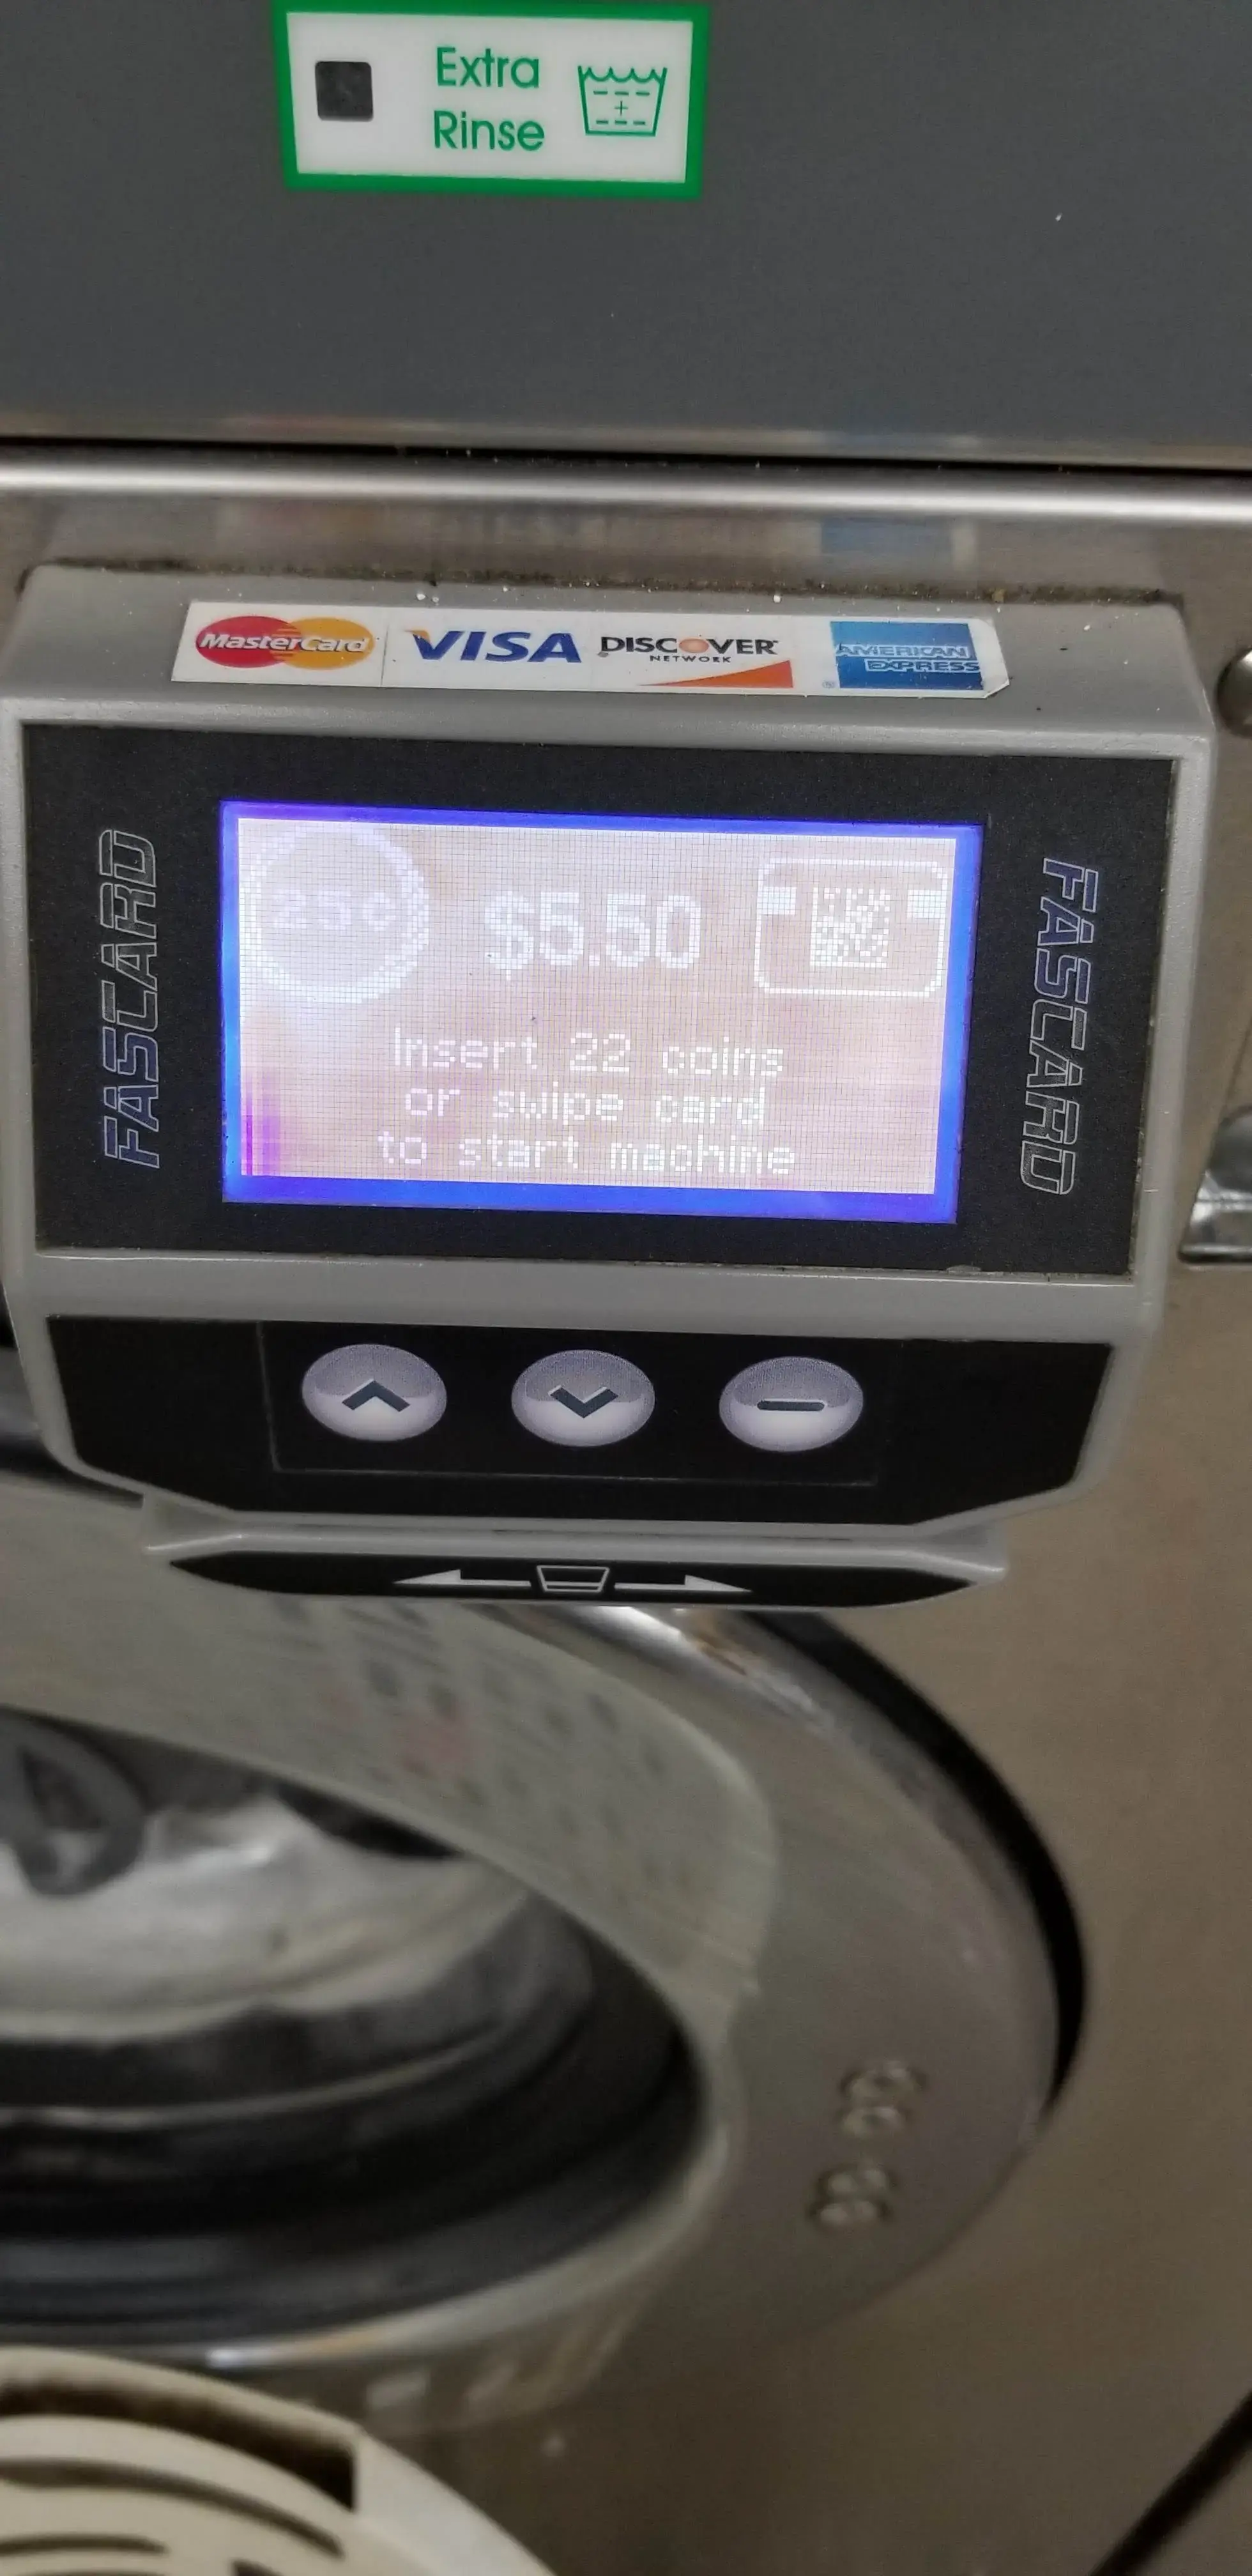 Extra
Rinse
MasterCard VISA DISCOVER NETWORK AMERICAN EXPRESS
FASCARD
25¢
$5.50
Insert 22 coins
or swipe card
to start machine
FASCARD